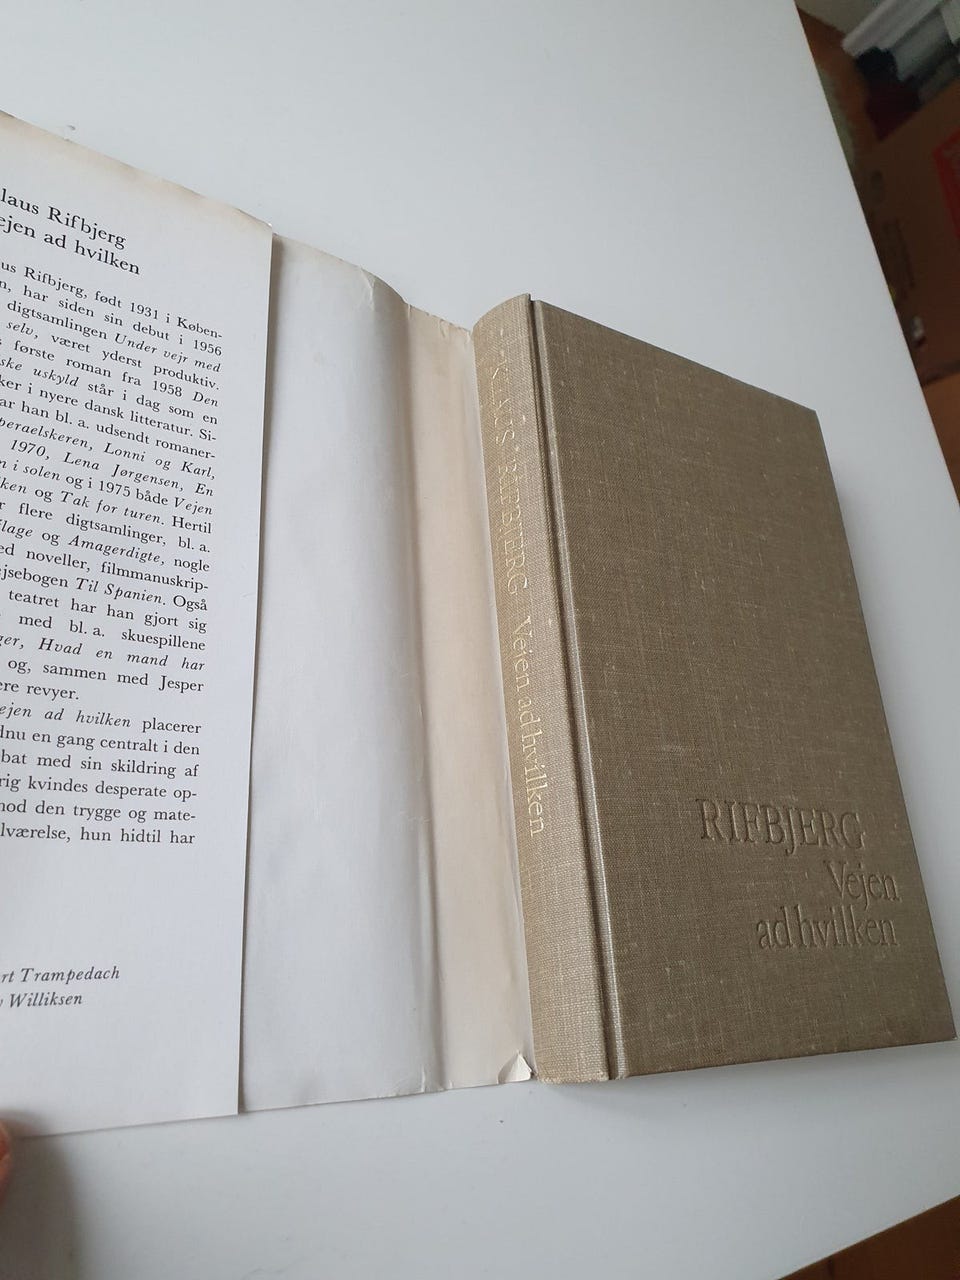 laus Rifbjerg
ejen ad hvilken
us Rifbjerg, født 1931 i Køben-
n, har siden sin debut i 1956
digtsamlingen Under vejr med
selv, været yderst produktiv.
s første roman fra 1958 Den
ske uskyld står i dag som en
ker i nyere dansk litteratur. Si-
ar han bl. a. udsendt romaner-
peraelskeren, Lonni og Karl,
1970, Lena Jørgensen, En
n i solen og i 1975 både Vejen
lken og Tak for turen. Hertil
r flere digtsamlinger, bl. a.
llage og Amagerdigte, nogle
ed noveller, filmmanuskrip-
ejsebogen Til Spanien. Også
teatret har han gjort sig
med bl. a. skuespillene
ger, Hvad en mand har
og, sammen med Jesper
ere revyer.
ejen ad hvilken placerer
dnu en gang centralt i den
bat med sin skildring af
rig kvindes desperate op-
mod den trygge og mate-
lværelse, hun hidtil har
rt Trampedach
y Williksen
KLAUS RIFBJERG Vejen ad hvilken
RIFBJERG
Vejen
ad hvilken